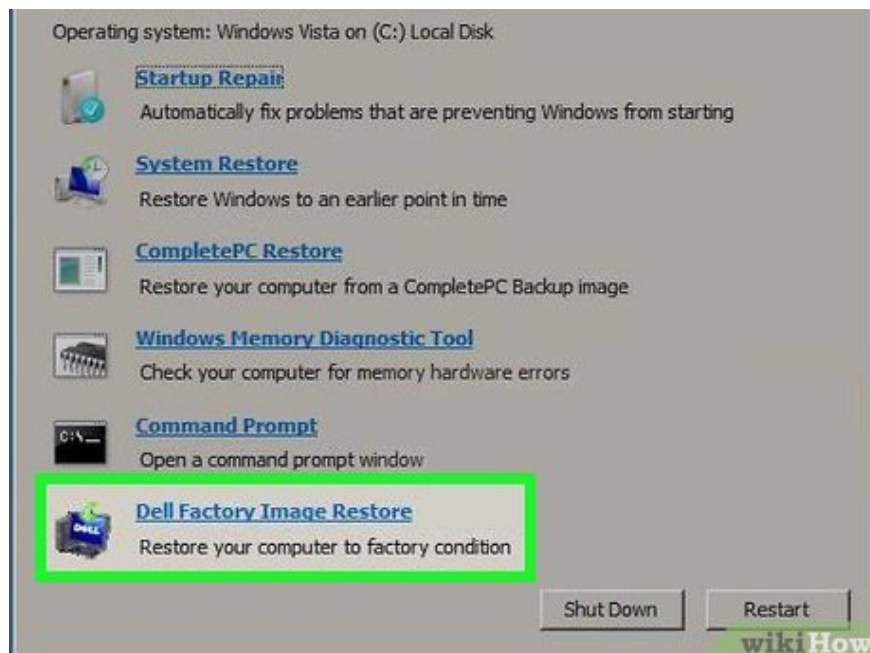 Operating system: Windows Vista on (C:) Local Disk
Startup Repair
Automatically fix problems that are preventing Windows from starting
System Restore
Restore Windows to an earlier point in time
CompletePC Restore
Restore your computer from a CompletePC Backup image
Windows Memory Diagnostic Tool
Check your computer for memory hardware errors
C:\_
Command Prompt
Open a command prompt window
DELL
Dell Factory Image Restore
Restore your computer to factory condition
Shut Down
Restart
wikiHow